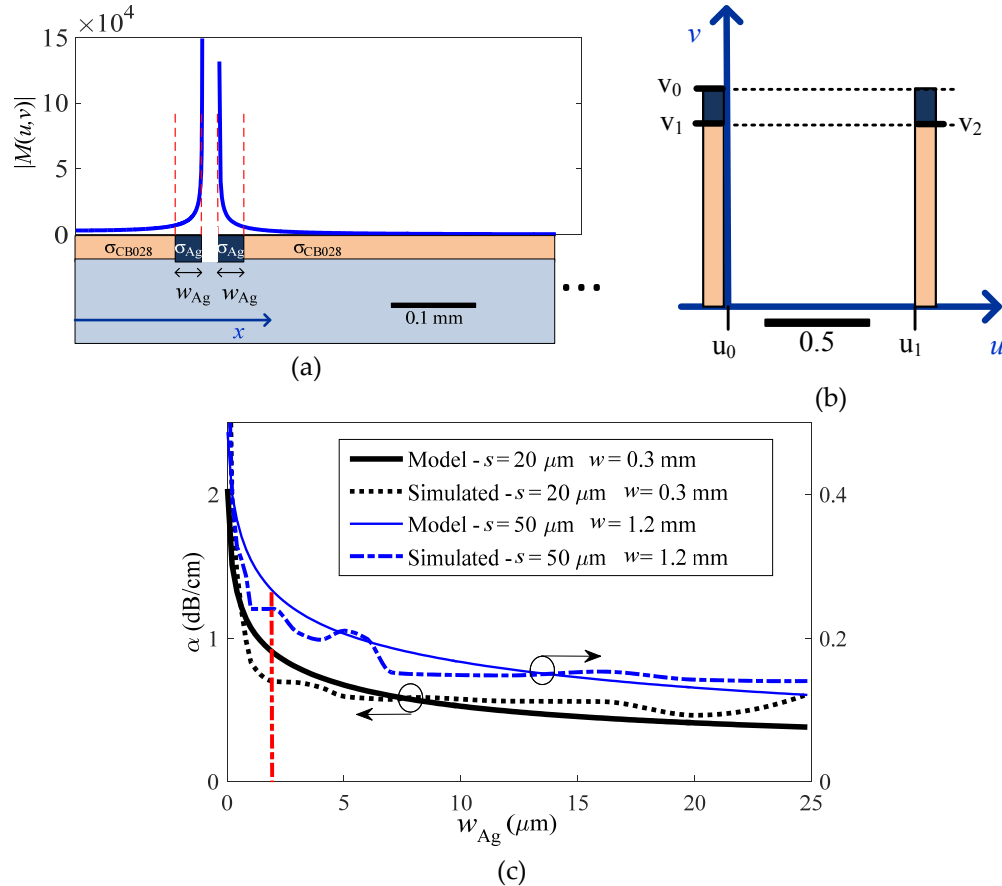 ×10⁴
15
10
5
0
|M(u,v)|
σCB028 σAg σAg σCB028
wAg wAg
0.1 mm
x
(a)
v
v₀
v₁ v₂
u₀ 0.5 u₁ u
(b)
Model - s = 20 μm w = 0.3 mm
Simulated - s = 20 μm w = 0.3 mm
Model - s = 50 μm w = 1.2 mm
Simulated - s = 50 μm w = 1.2 mm
2 0.4
1 0.2
0 0
α (dB/cm)
0 5 10 15 20 25
wAg (μm)
(c)